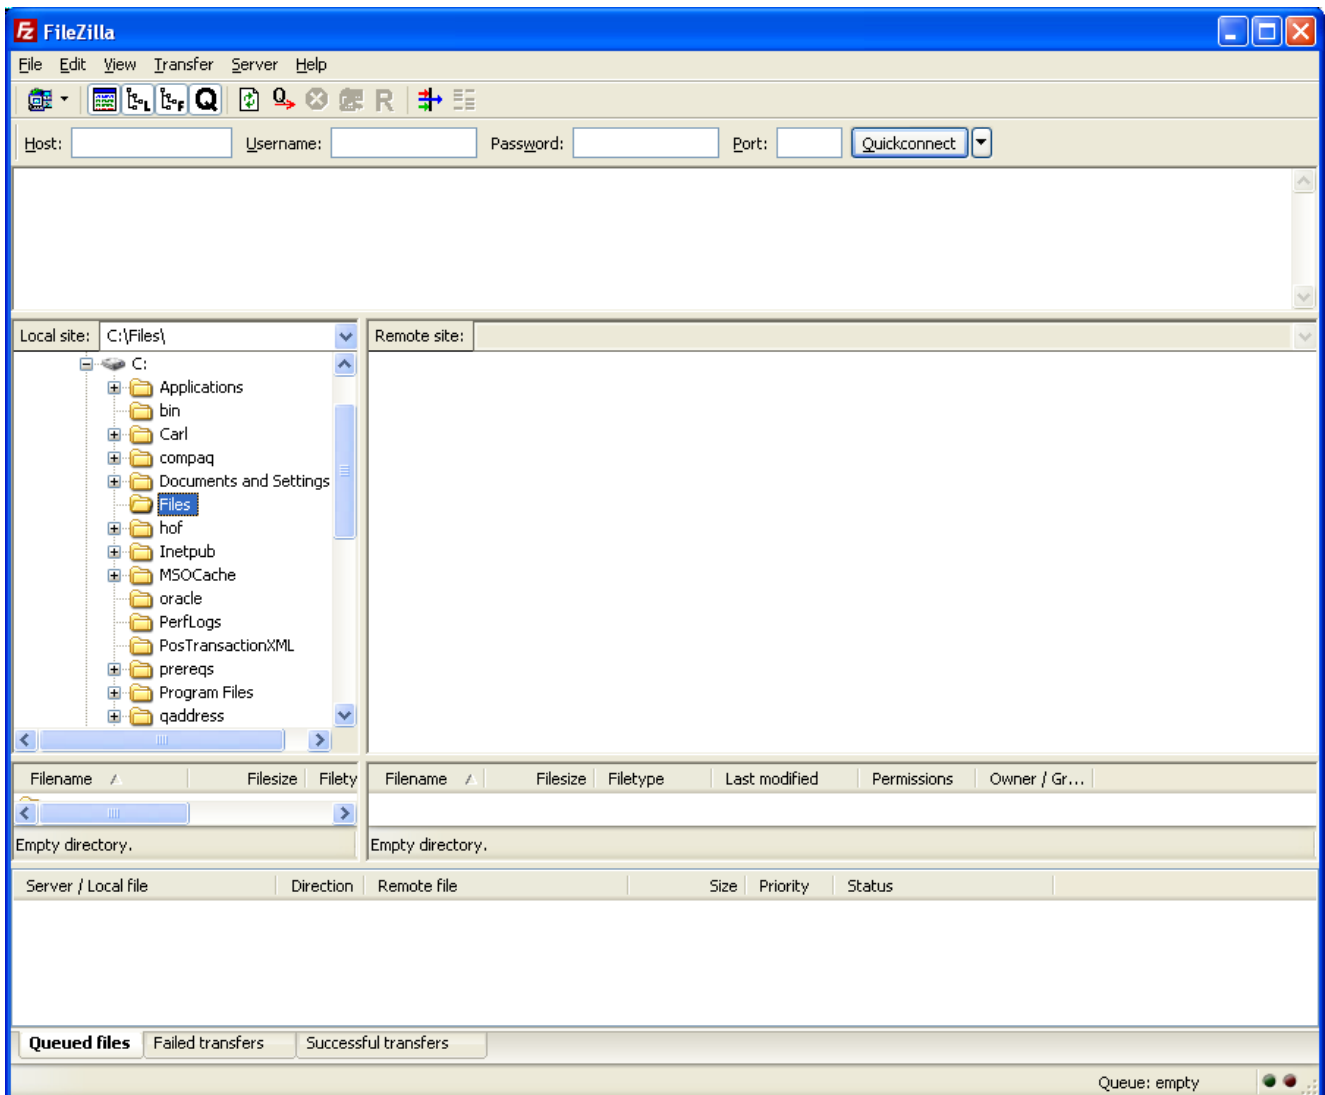 FileZilla
File Edit View Transfer Server Help
Host: Username: Password: Port: Quickconnect
Local site: C:\Files\
Remote site:
C:
Applications
bin
Carl
compaq
Documents and Settings
Files
hof
Inetpub
MSOCache
oracle
PerfLogs
PosTransactionXML
prereqs
Program Files
qaddress
Filename Filesize Filety
Filename Filesize Filetype Last modified Permissions Owner / Gr...
Empty directory.
Empty directory.
Server / Local file Direction Remote file Size Priority Status
Queued files Failed transfers Successful transfers
Queue: empty